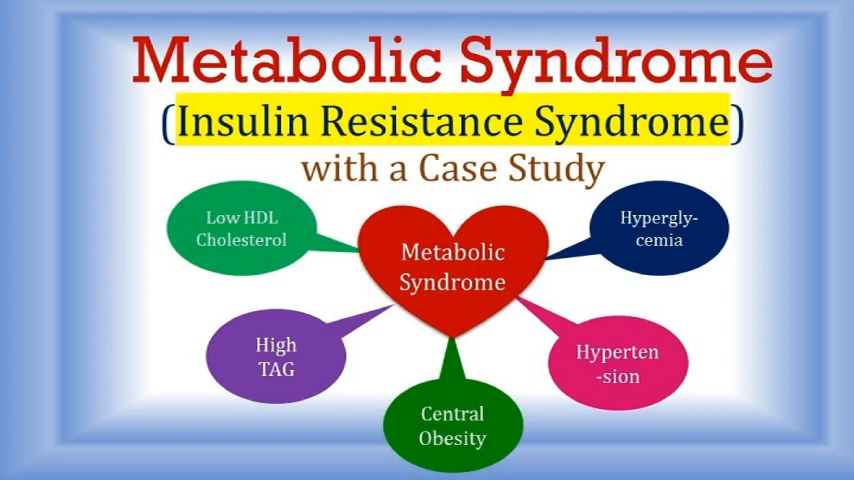 Metabolic Syndrome
(Insulin Resistance Syndrome)
with a Case Study
Low HDL
Cholesterol
Metabolic
Syndrome
Hypergly-
cemia
High
TAG
Hyperten
-sion
Central
Obesity